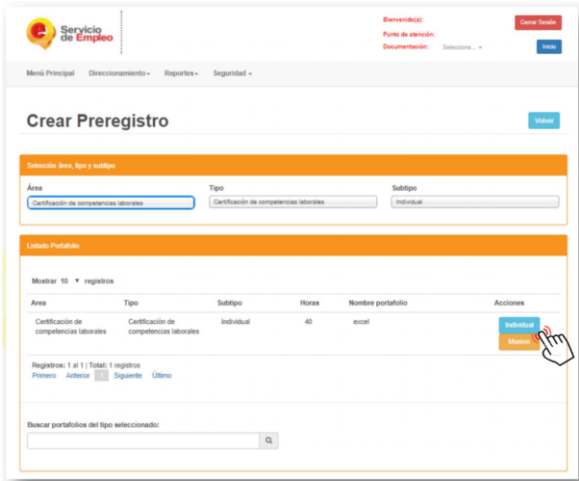 Servicio
de Empleo
Bienvenido(a):
Punto de atención:
Documentación: Seleccione...
Cerrar Sesión
Inicio
Menú Principal Direccionamiento Reportes Seguridad
Crear Preregistro
Volver
Selección área, tipo y subtipo
Área Tipo Subtipo
Certificación de competencias laborales Certificación de competencias laborales Individual
Listado Portafolio
Mostrar 10 registros
Area Tipo Subtipo Horas Nombre portafolio Acciones
Certificación de competencias laborales Certificación de competencias laborales Individual 40 excel Individual
Masivo
Registros: 1 al 1 | Total: 1 registros
Primero Anterior 1 Siguiente Último
Buscar portafolios del tipo seleccionado: